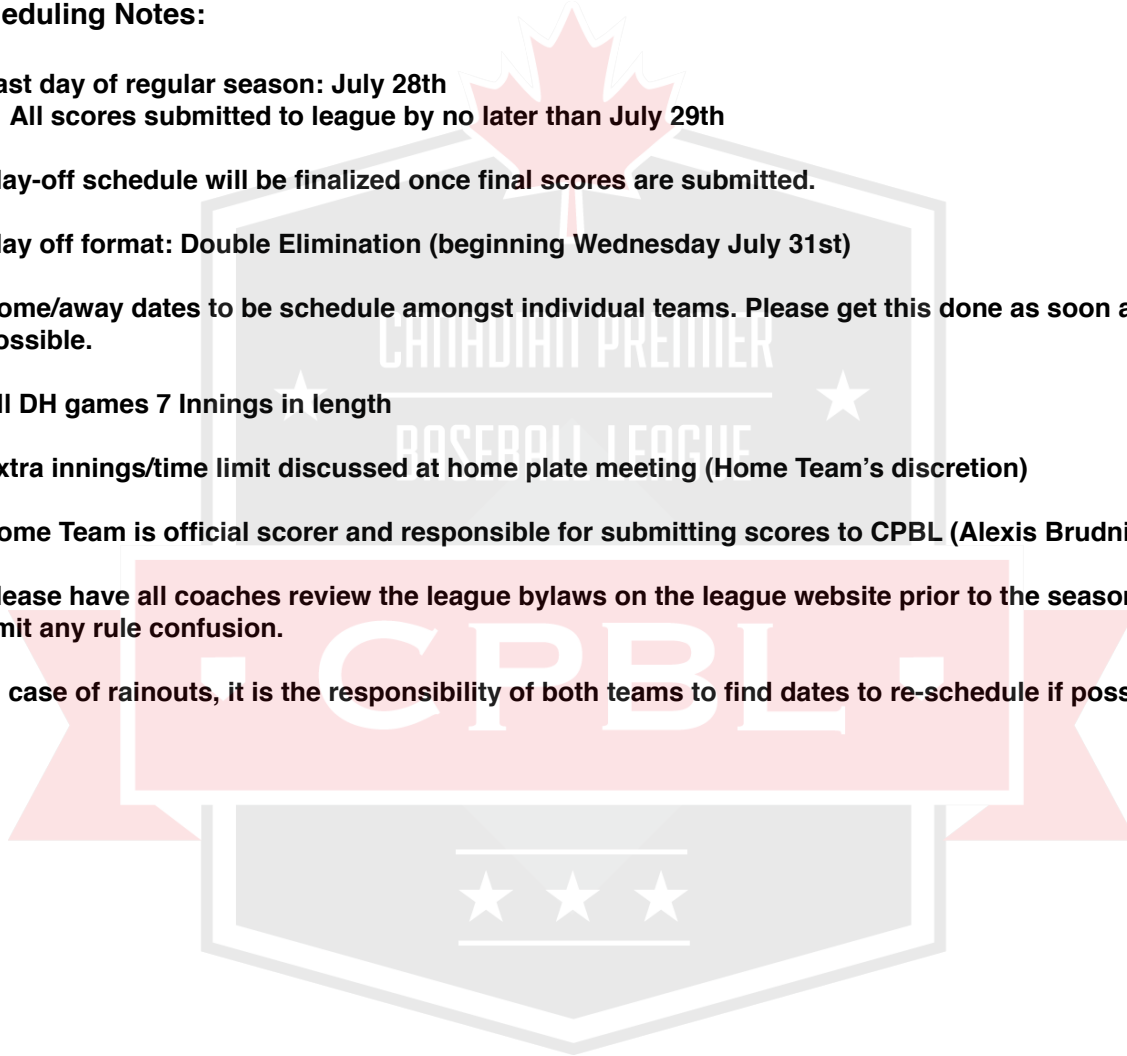 eduling Notes:
ast day of regular season: July 28th
All scores submitted to league by no later than July 29th
lay-off schedule will be finalized once final scores are submitted.
lay off format: Double Elimination (beginning Wednesday July 31st)
ome/away dates to be schedule amongst individual teams. Please get this done as soon a
ossible.
CANADIAN PREMIER
ll DH games 7 Innings in length
BASEBALL LEAGUE
xtra innings/time limit discussed at home plate meeting (Home Team's discretion)
ome Team is official scorer and responsible for submitting scores to CPBL (Alexis Brudni
lease have all coaches review the league bylaws on the league website prior to the season
mit any rule confusion.
CPBL
case of rainouts, it is the responsibility of both teams to find dates to re-schedule if poss